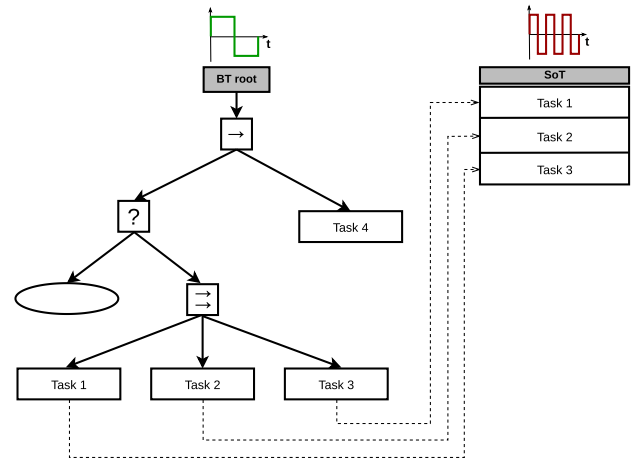 t
t
BT root
SoT
→
Task 1
Task 2
Task 3
?
Task 4
→
→
Task 1
Task 2
Task 3